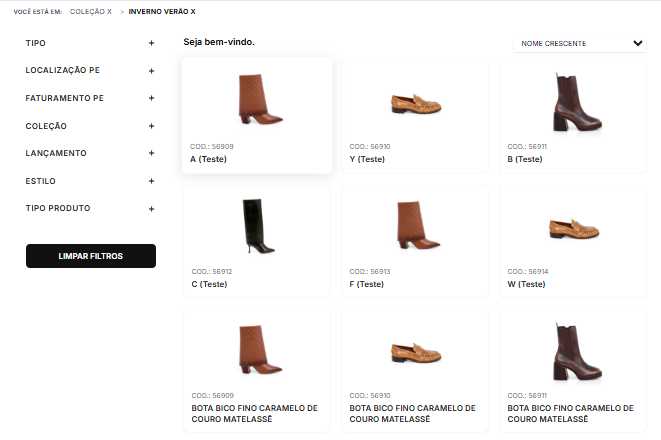 VOCÊ ESTÁ EM: COLEÇÃO X > INVERNO VERÃO X
TIPO +
LOCALIZAÇÃO PE +
FATURAMENTO PE +
COLEÇÃO +
LANÇAMENTO +
ESTILO +
TIPO PRODUTO +
LIMPAR FILTROS
Seja bem-vindo.
NOME CRESCENTE
COD.: 56909
A (Teste)
COD.: 56910
Y (Teste)
COD.: 56911
B (Teste)
COD.: 56912
C (Teste)
COD.: 56913
F (Teste)
COD.: 56914
W (Teste)
COD.: 56909
BOTA BICO FINO CARAMELO DE
COURO MATELASSÊ
COD.: 56910
BOTA BICO FINO CARAMELO DE
COURO MATELASSÊ
COD.: 56911
BOTA BICO FINO CARAMELO DE
COURO MATELASSÊ